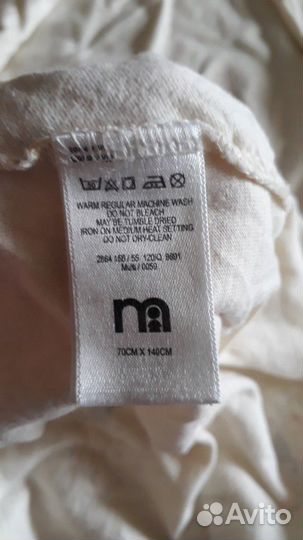 WARM REGULAR MACHINE WASH
DO NOT BLEACH
MAY BE TUMBLE DRIED
IRON ON MEDIUM HEAT SETTING
DO NOT DRY-CLEAN
m
70CM X 140CM
Avito